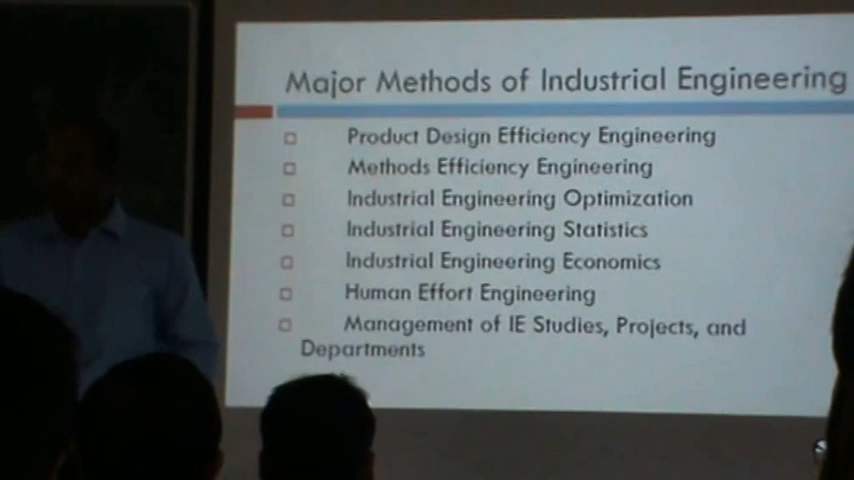 Major Methods of Industrial Engineering
Product Design Efficiency Engineering
Methods Efficiency Engineering
Industrial Engineering Optimization
Industrial Engineering Statistics
Industrial Engineering Economics
Human Effort Engineering
Management of IE Studies, Projects, and
Departments